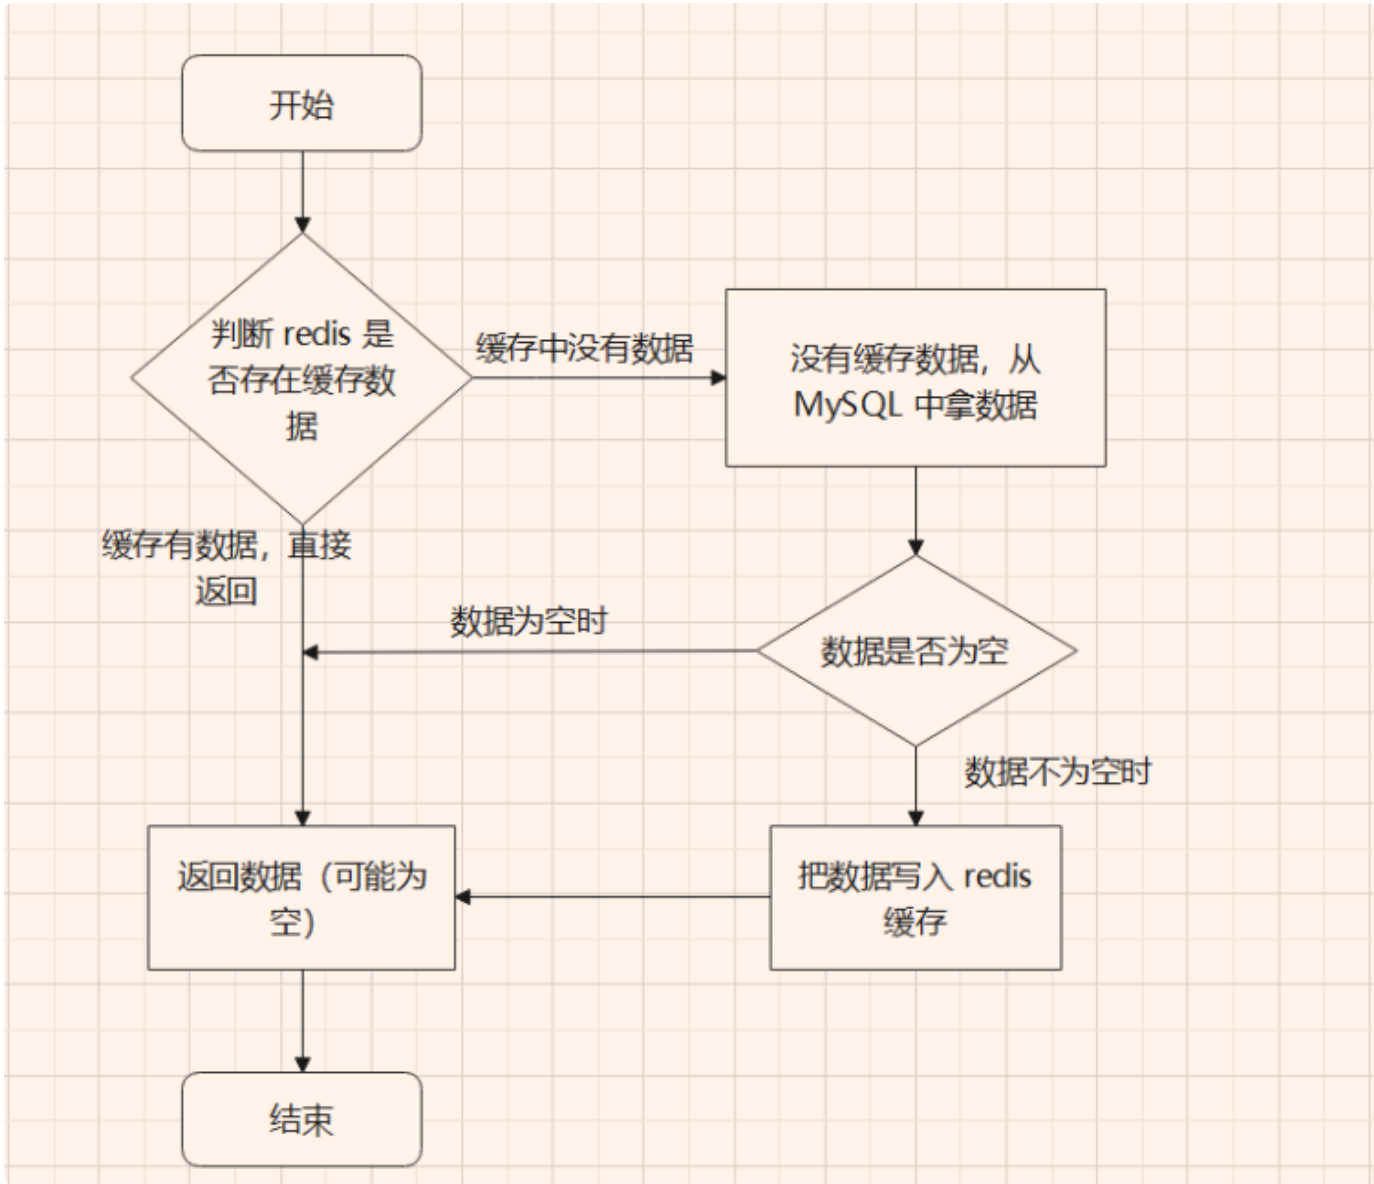 开始
判断 redis 是
否存在缓存数
据
缓存中没有数据
没有缓存数据，从
MySQL 中拿数据
缓存有数据，直接
返回
数据为空时
数据是否为空
数据不为空时
返回数据（可能为
空）
把数据写入 redis
缓存
结束